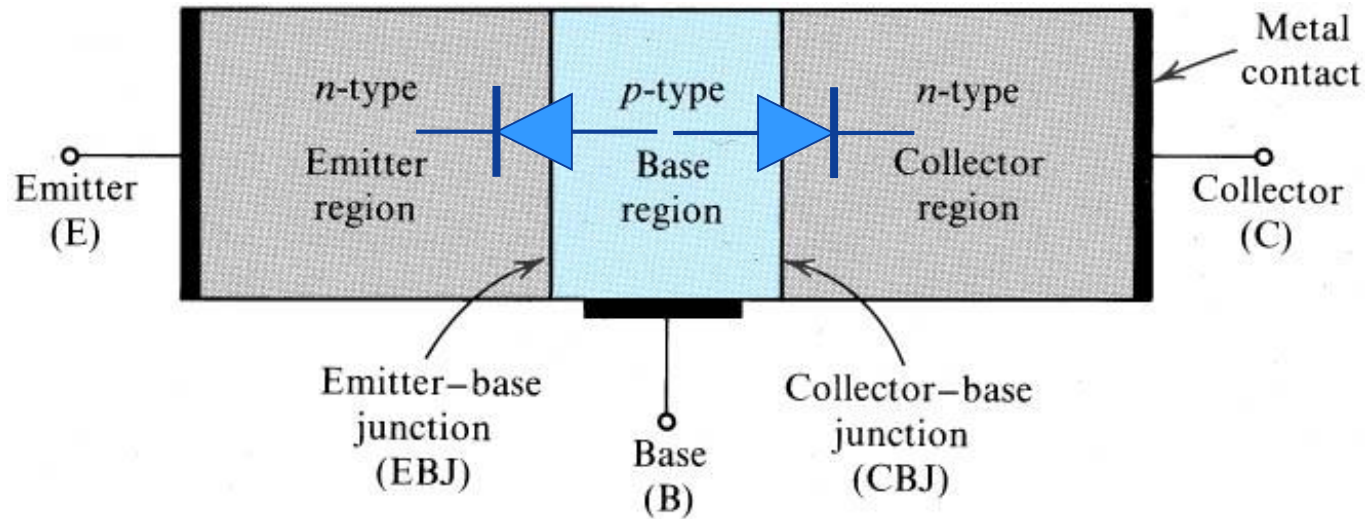 Metal
contact
n-type
p-type
n-type
Emitter
region
Base
region
Collector
region
Emitter
(E)
Collector
(C)
Emitter–base
junction
(EBJ)
Base
(B)
Collector–base
junction
(CBJ)